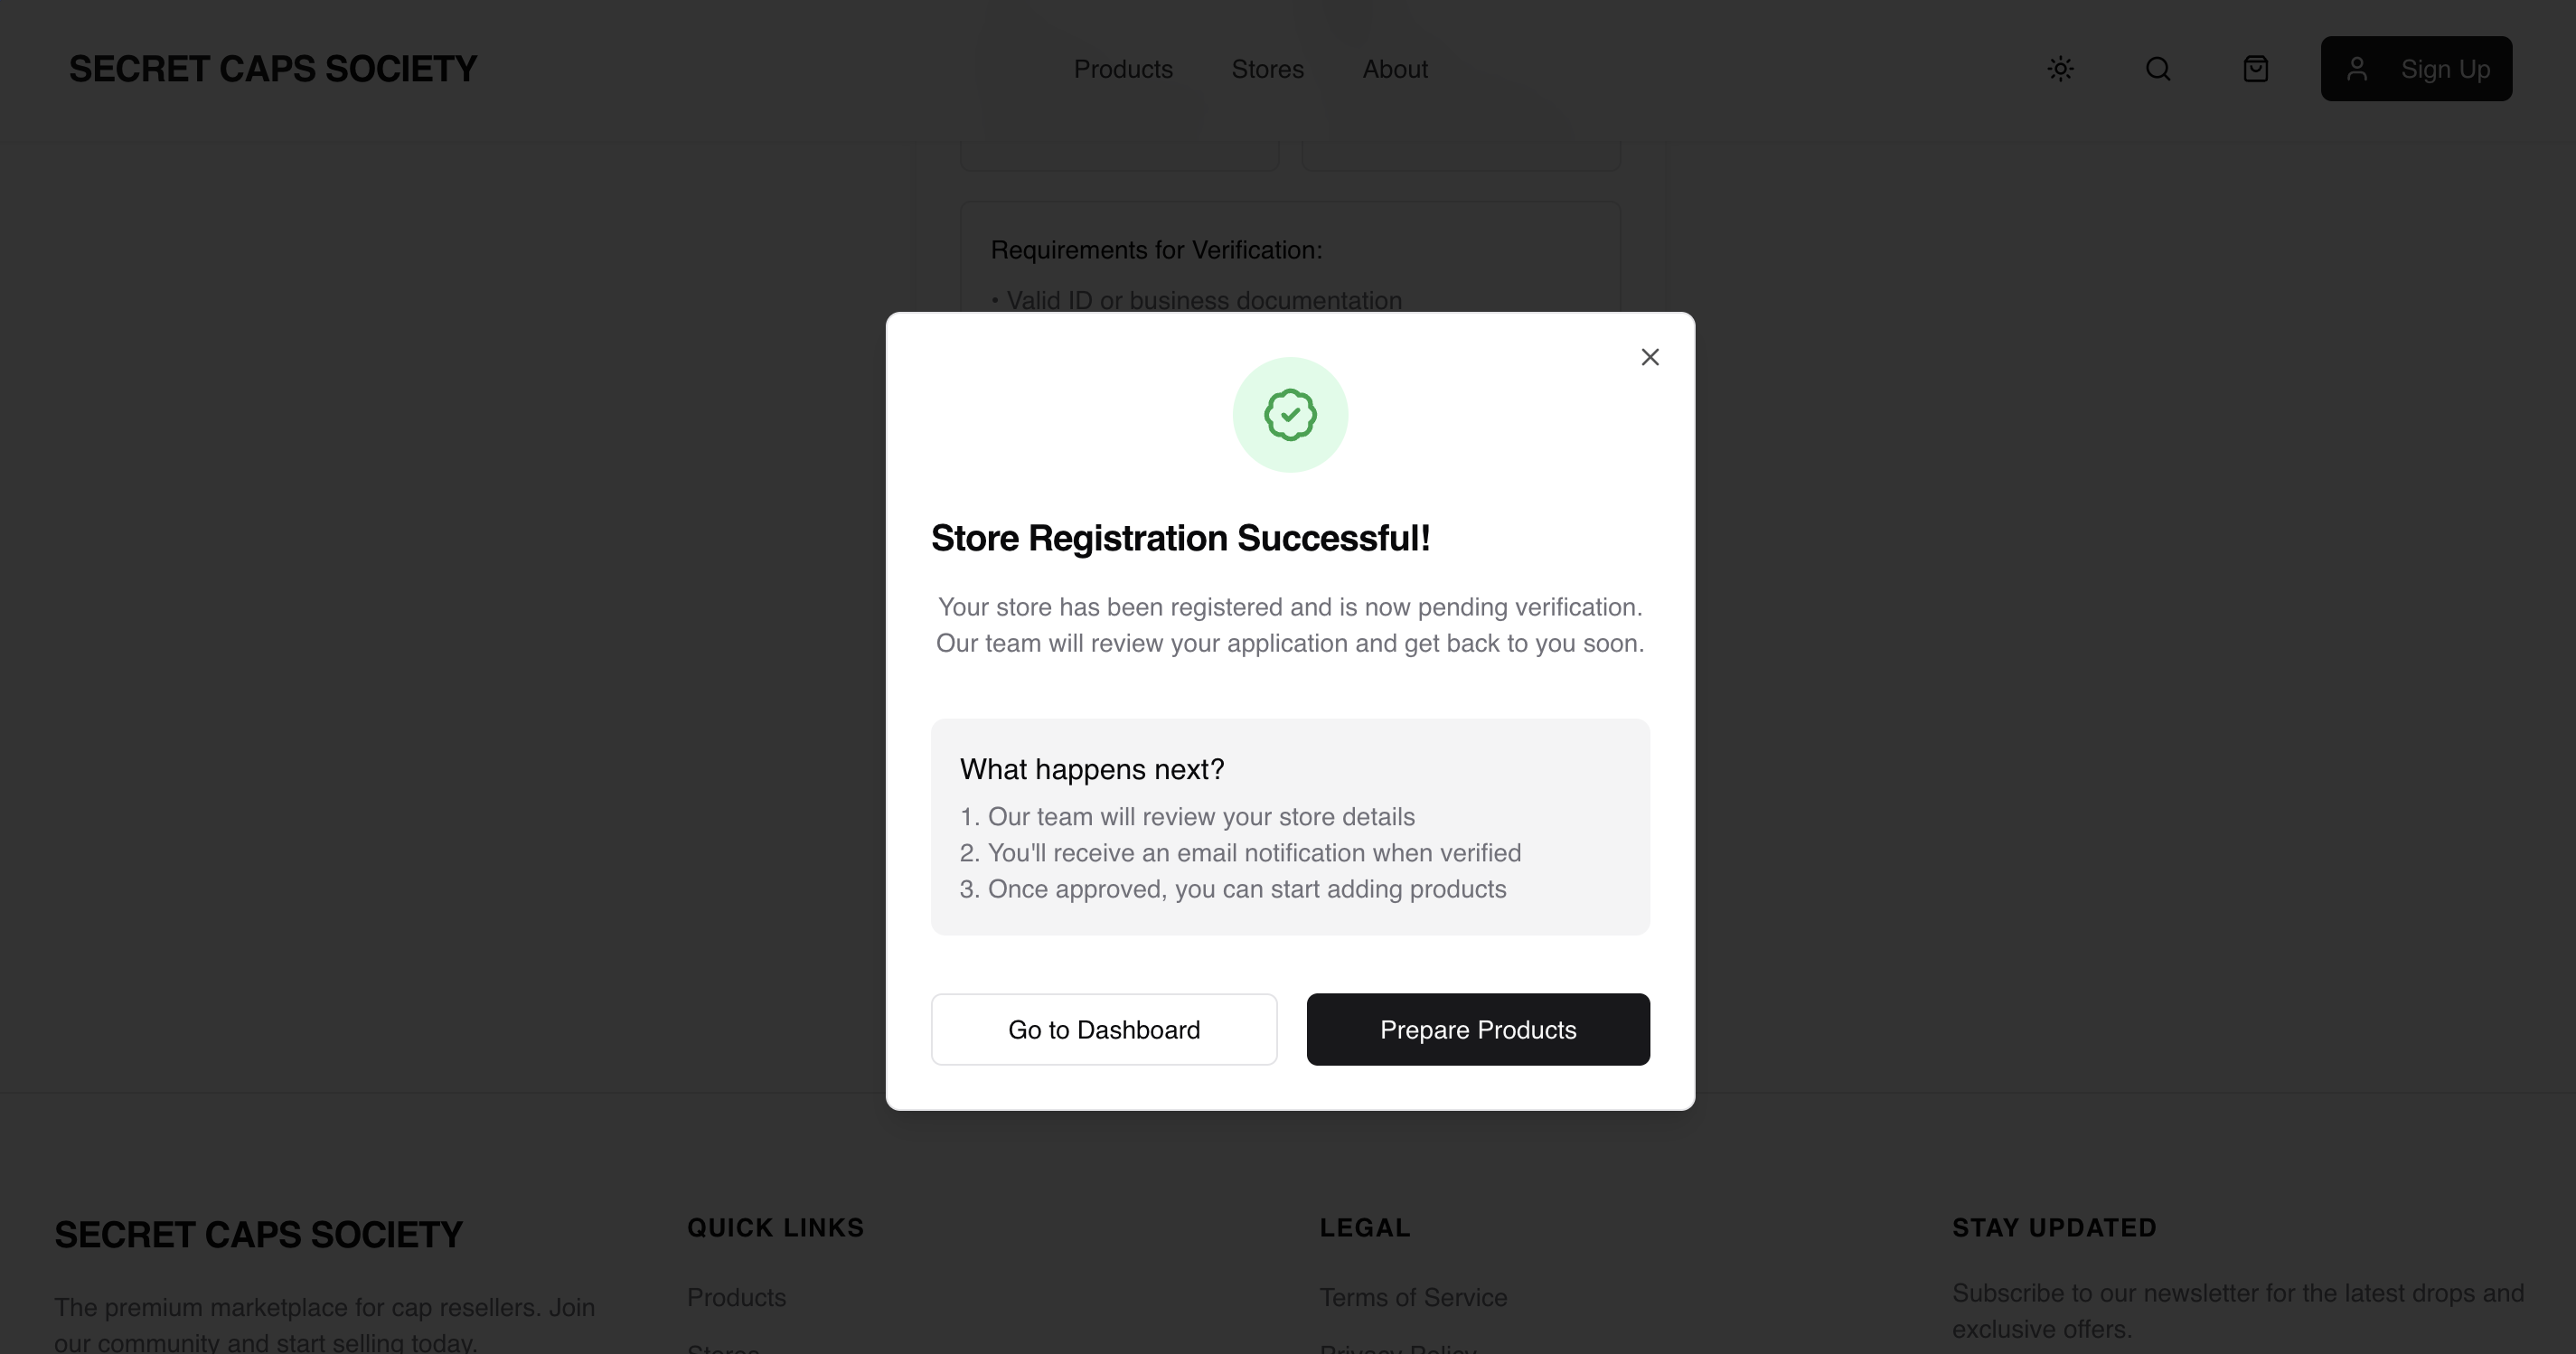 SECRET CAPS SOCIETY
Products
Stores
About
Sign Up
Requirements for Verification:
• Valid ID or business documentation
Store Registration Successful!
Your store has been registered and is now pending verification.
Our team will review your application and get back to you soon.
What happens next?
1. Our team will review your store details
2. You'll receive an email notification when verified
3. Once approved, you can start adding products
Go to Dashboard
Prepare Products
SECRET CAPS SOCIETY
The premium marketplace for cap resellers. Join
our community and start selling today.
QUICK LINKS
Products
Stores
LEGAL
Terms of Service
Privacy Policy
STAY UPDATED
Subscribe to our newsletter for the latest drops and
exclusive offers.